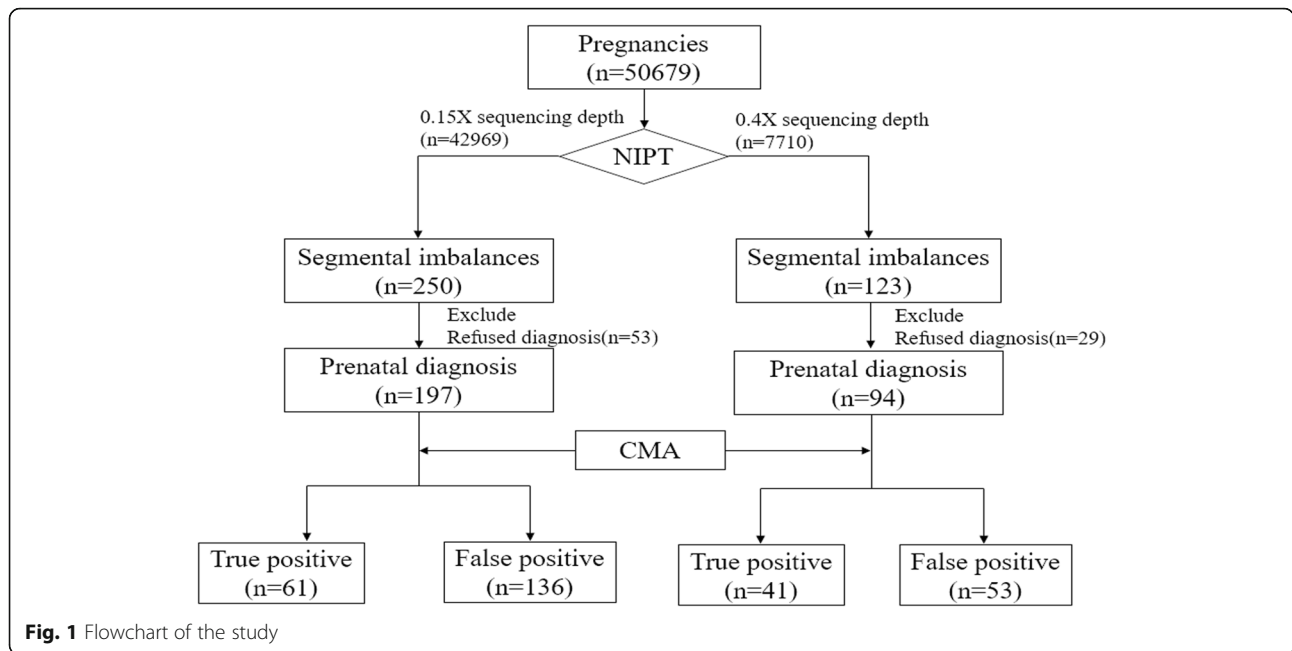 Pregnancies
(n=50679)
0.15X sequencing depth
(n=42969)
0.4X sequencing depth
(n=7710)
NIPT
Segmental imbalances
(n=250)
Segmental imbalances
(n=123)
Exclude
Refused diagnosis(n=53)
Exclude
Refused diagnosis(n=29)
Prenatal diagnosis
(n=197)
Prenatal diagnosis
(n=94)
CMA
True positive
(n=61)
False positive
(n=136)
True positive
(n=41)
False positive
(n=53)
Fig. 1 Flowchart of the study